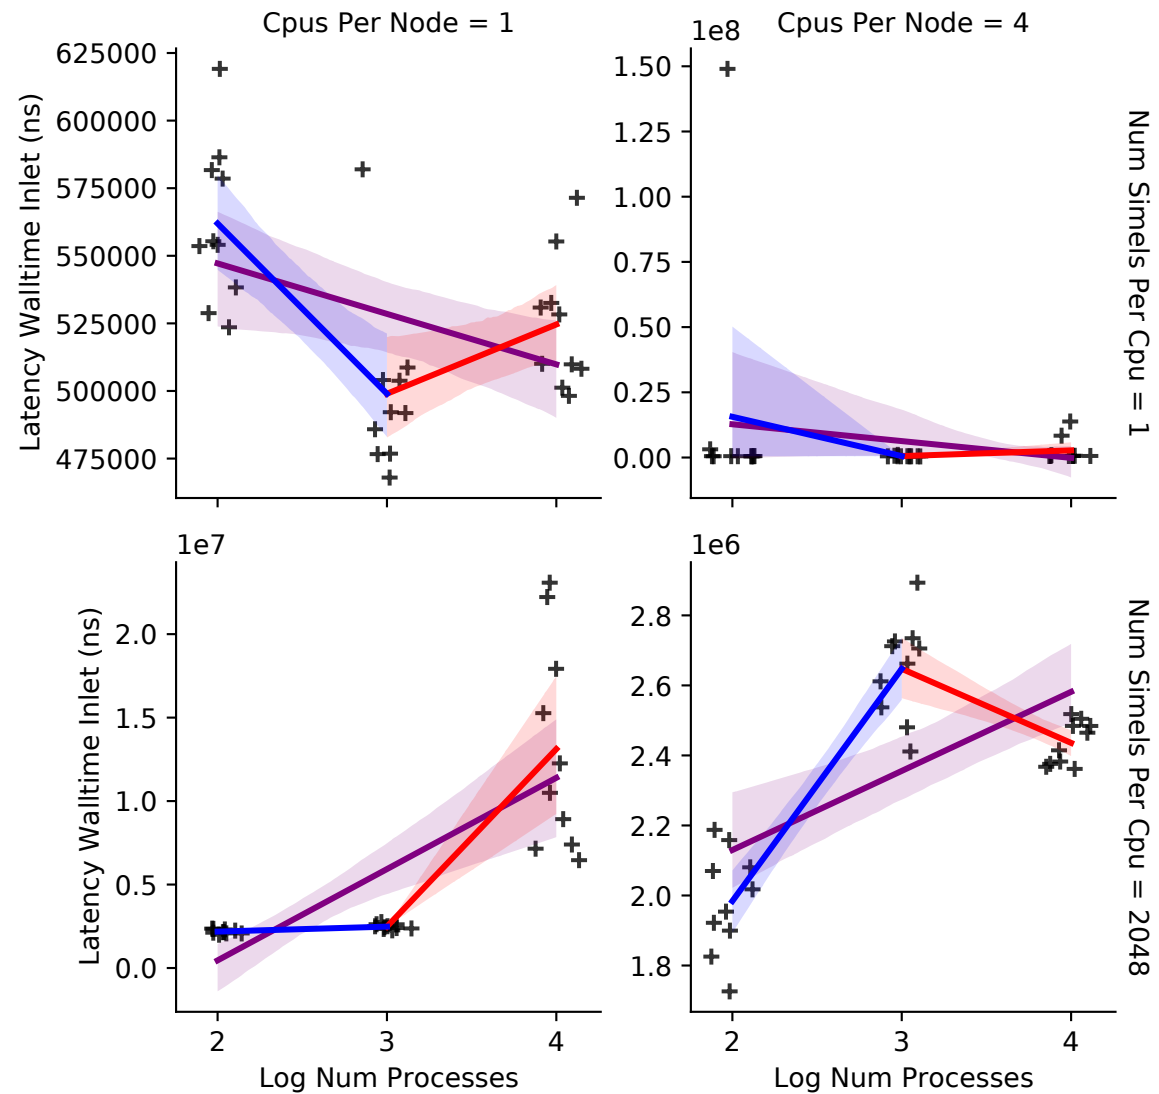 Cpus Per Node = 1
Cpus Per Node = 4
1e8
625000
600000
575000
550000
525000
500000
475000
Latency Walltime Inlet (ns)
1.50
1.25
1.00
0.75
0.50
0.25
0.00
Num Simels Per Cpu = 1
1e7
2.0
1.5
1.0
0.5
0.0
Latency Walltime Inlet (ns)
2
3
4
Log Num Processes
1e6
2.8
2.6
2.4
2.2
2.0
1.8
2
3
4
Log Num Processes
Num Simels Per Cpu = 2048